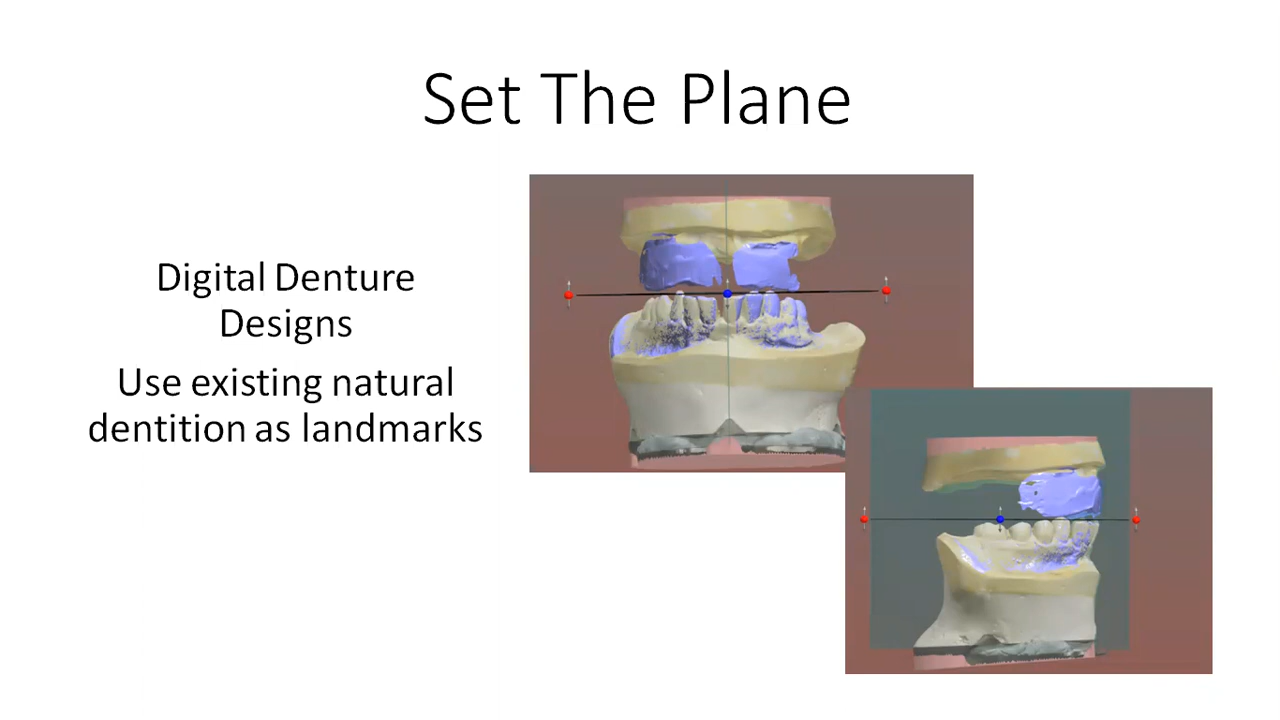 Set The Plane
Digital Denture
Designs
Use existing natural
dentition as landmarks